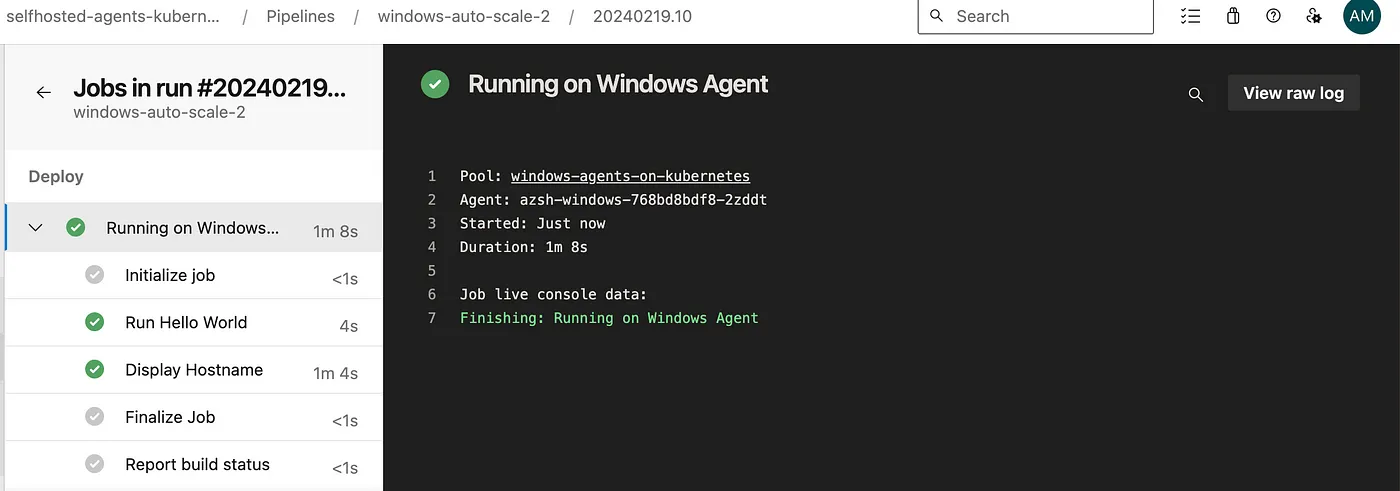 selfhosted-agents-kubern... / Pipelines / windows-auto-scale-2 / 20240219.10
Search
AM
Jobs in run #20240219...
windows-auto-scale-2
Deploy
Running on Windows... 1m 8s
Initialize job <1s
Run Hello World 4s
Display Hostname 1m 4s
Finalize Job <1s
Report build status <1s
Running on Windows Agent
View raw log
1 Pool: windows-agents-on-kubernetes
2 Agent: azsh-windows-768bd8bdf8-2zddt
3 Started: Just now
4 Duration: 1m 8s
5
6 Job live console data:
7 Finishing: Running on Windows Agent